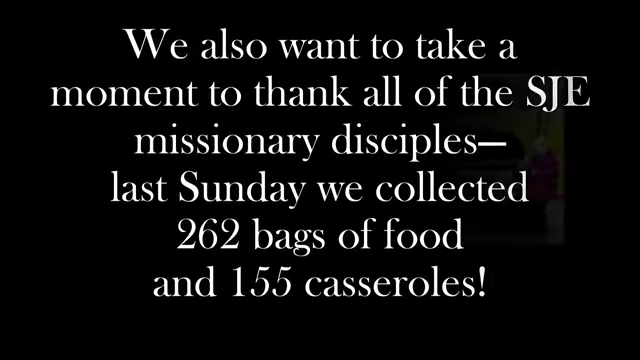 We also want to take a
moment to thank all of the SJE
missionary disciples—
last Sunday we collected
262 bags of food
and 155 casseroles!